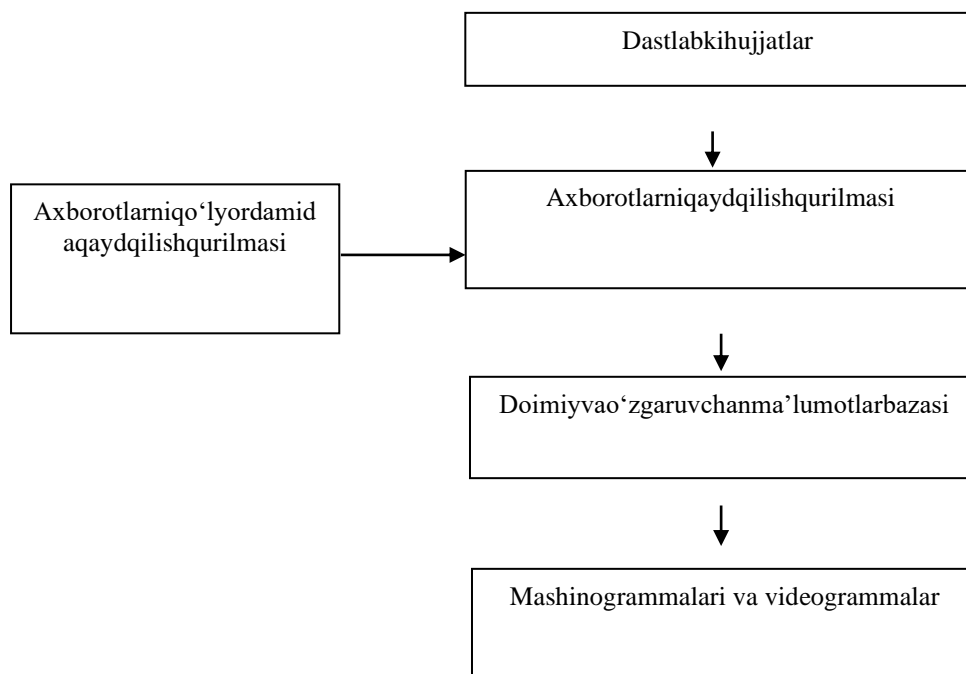 Dastlabkihujjatlar
Axborotlarniqo‘lyordamid
aqaydqilishqurilmasi
Axborotlarniqaydqilishqurilmasi
Doimiyvao‘zgaruvchanma’lumotlarbazasi
Mashinogrammalari va videogrammalar